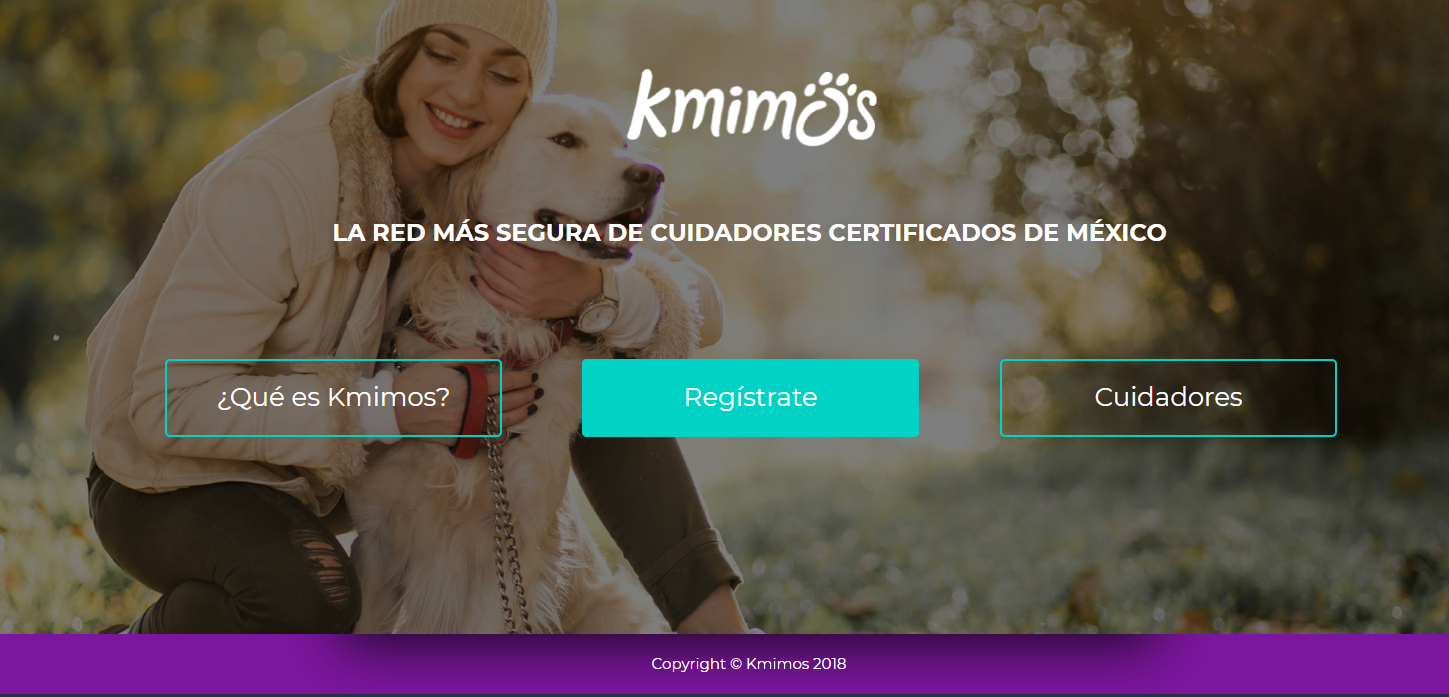 kmimos
LA RED MÁS SEGURA DE CUIDADORES CERTIFICADOS DE MÉXICO
¿Qué es Kmimos?
Regístrate
Cuidadores
Copyright © Kmimos 2018